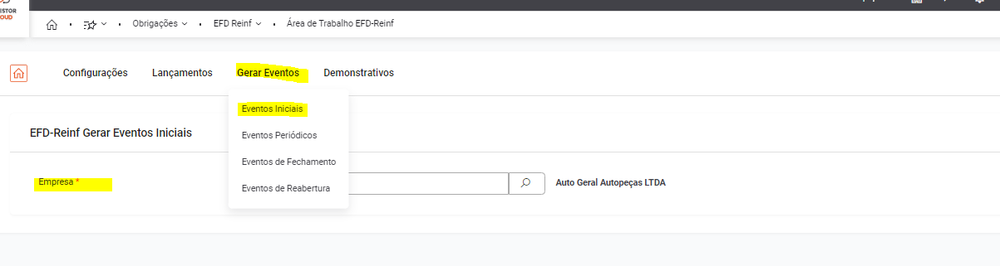 ISTOR
OUD
Obrigações
EFD Reinf
Área de Trabalho EFD-Reinf
Configurações
Lançamentos
Gerar Eventos
Demonstrativos
Eventos Iniciais
Eventos Periódicos
Eventos de Fechamento
Eventos de Reabertura
EFD-Reinf Gerar Eventos Iniciais
Empresa *
Auto Geral Autopeças LTDA